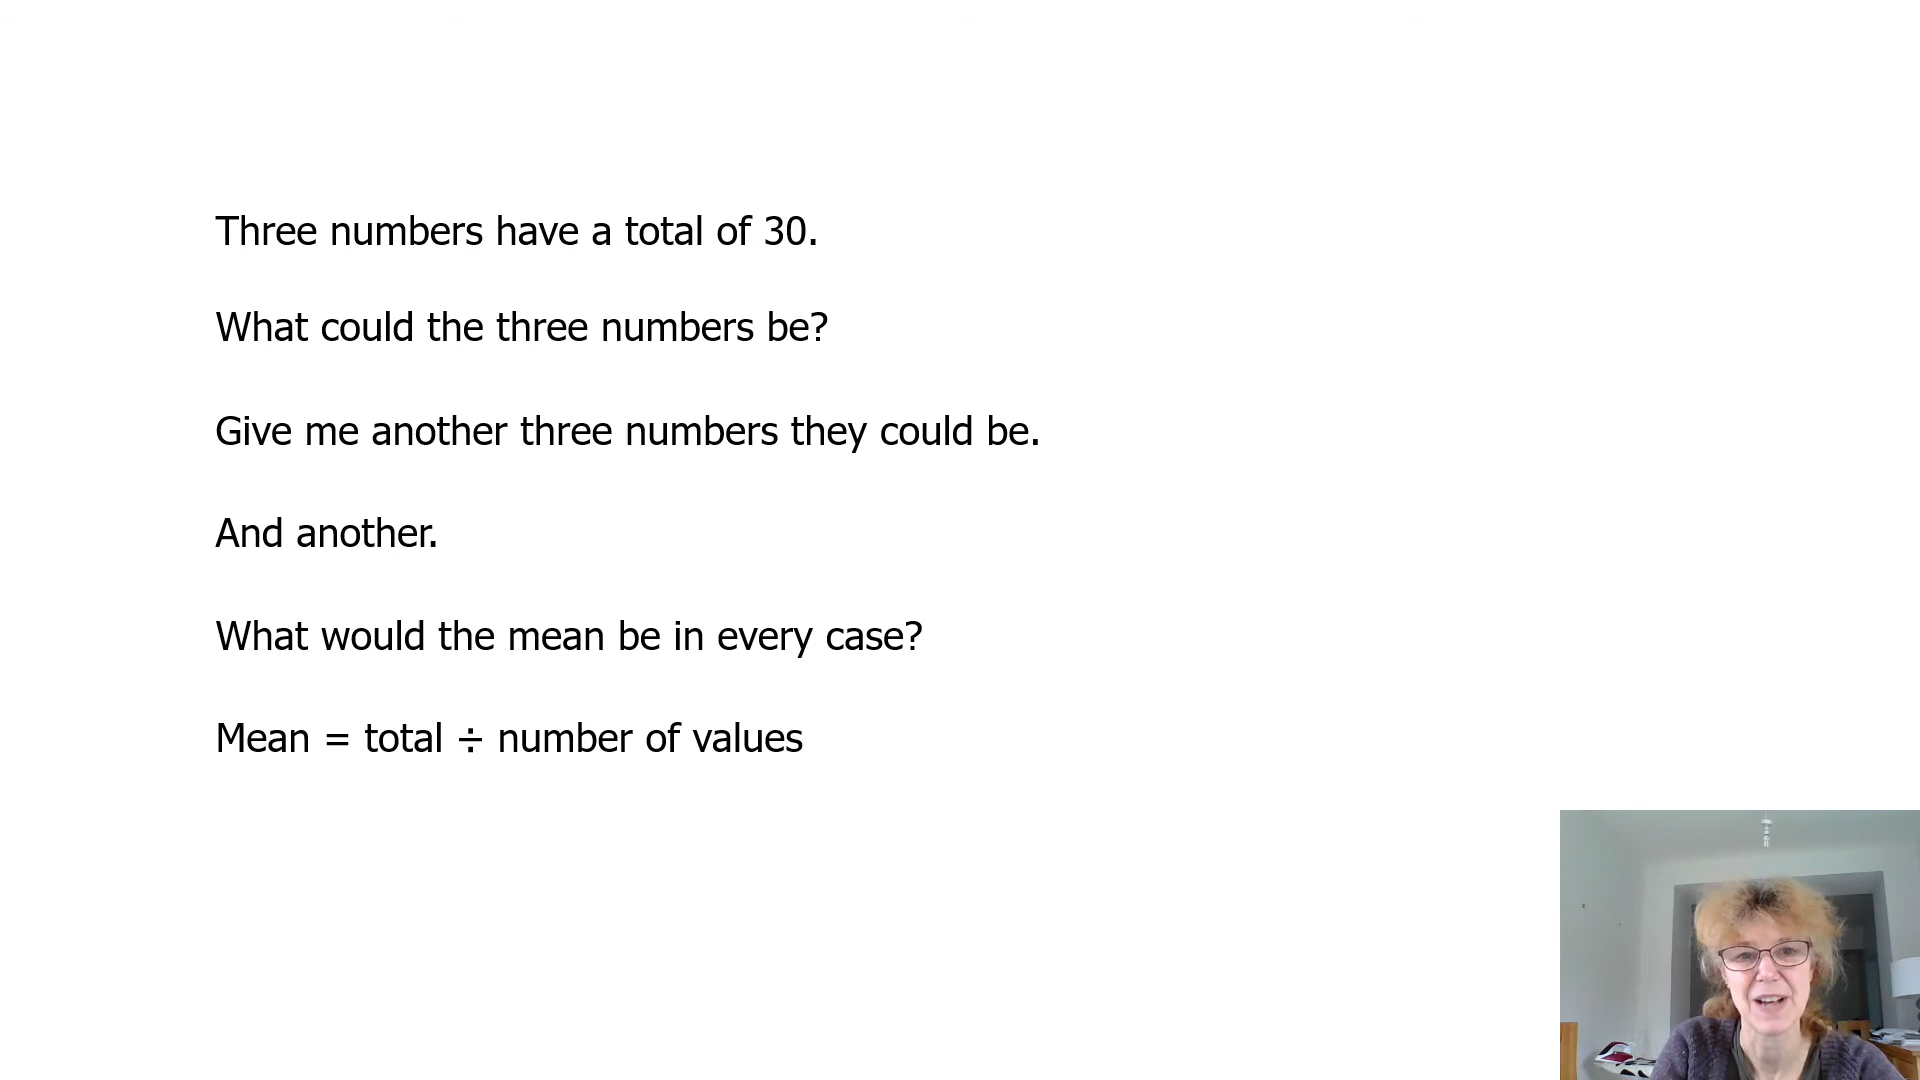 Three numbers have a total of 30.
What could the three numbers be?
Give me another three numbers they could be.
And another.
What would the mean be in every case?
Mean = total ÷ number of values